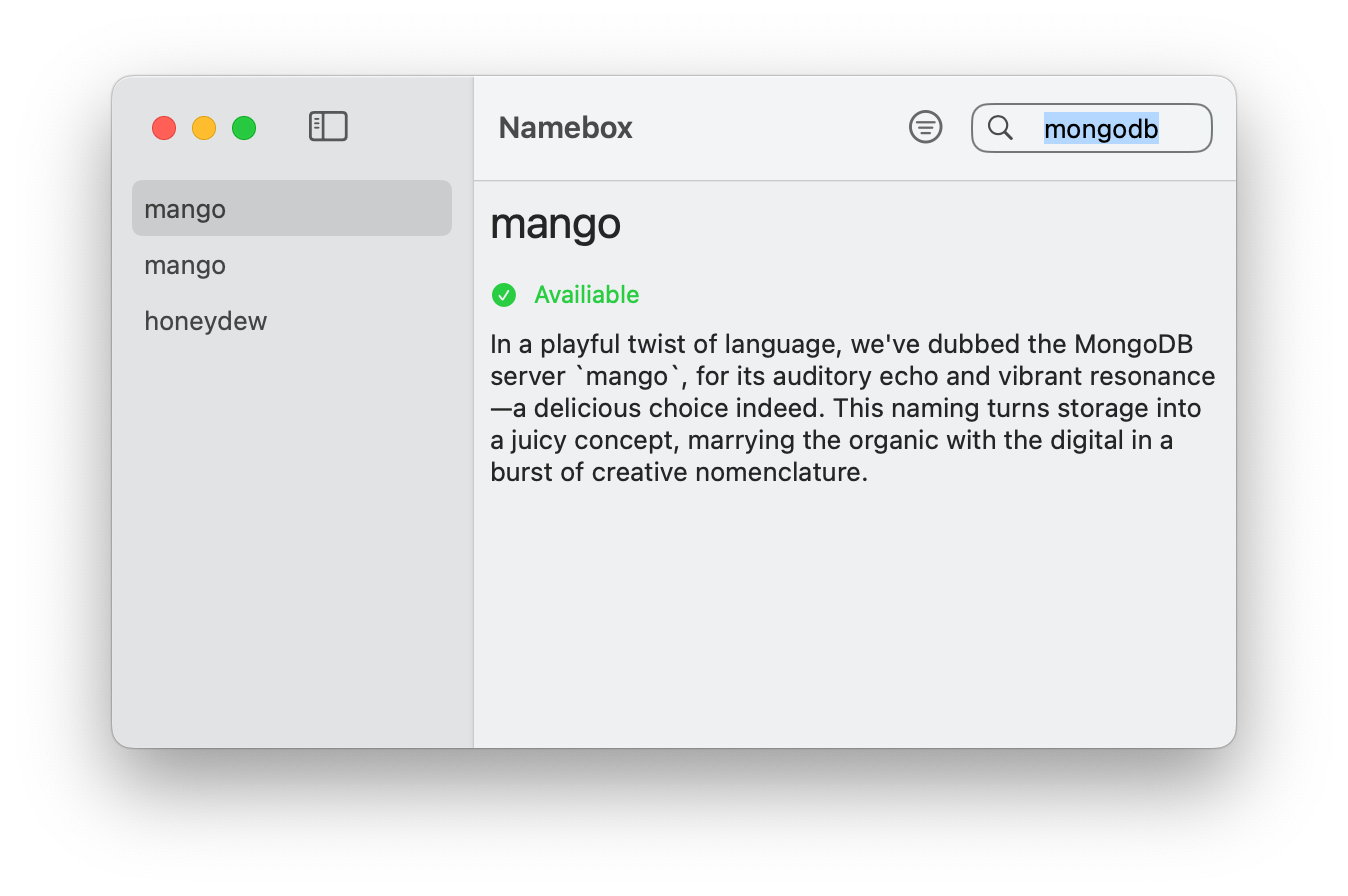 Namebox
mongodb
mango
mango
honeydew
mango
Availiable
In a playful twist of language, we've dubbed the MongoDB
server `mango`, for its auditory echo and vibrant resonance
—a delicious choice indeed. This naming turns storage into
a juicy concept, marrying the organic with the digital in a
burst of creative nomenclature.